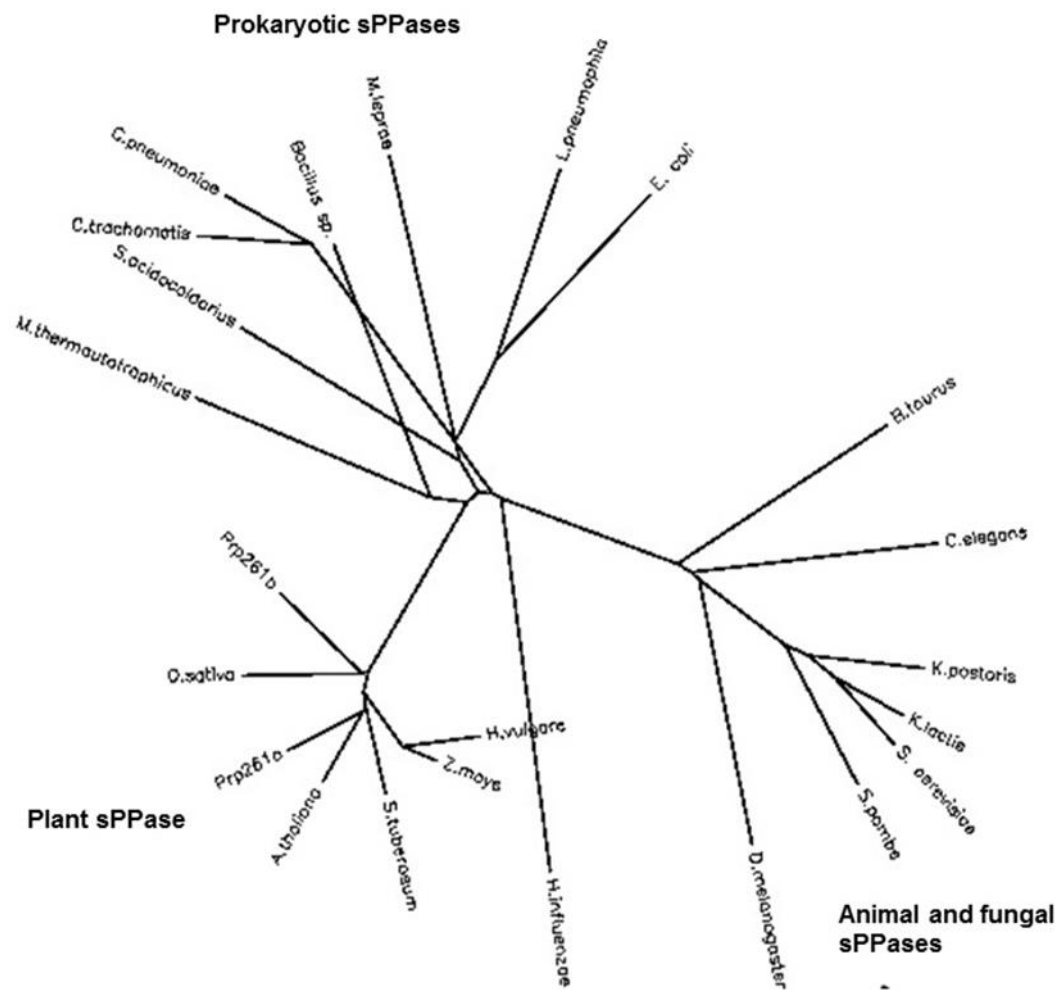 Prokaryotic sPPases
M.leprae
L.pneumophila
E. coli
C.pneumoniae
Bacillius sp.
C.trachomatis
S.acidocaldarius
M.thermautotrophicus
B.taurus
C.elegans
Prp261b
O.sativa
K.pastoris
K.lactis
S. cerevisiae
H.vulgare
Z.mays
Prp261a
S.pombe
Plant sPPase
A.thaliana
S.tuberosum
H.influenzae
D.melanogaster
Animal and fungal
sPPases